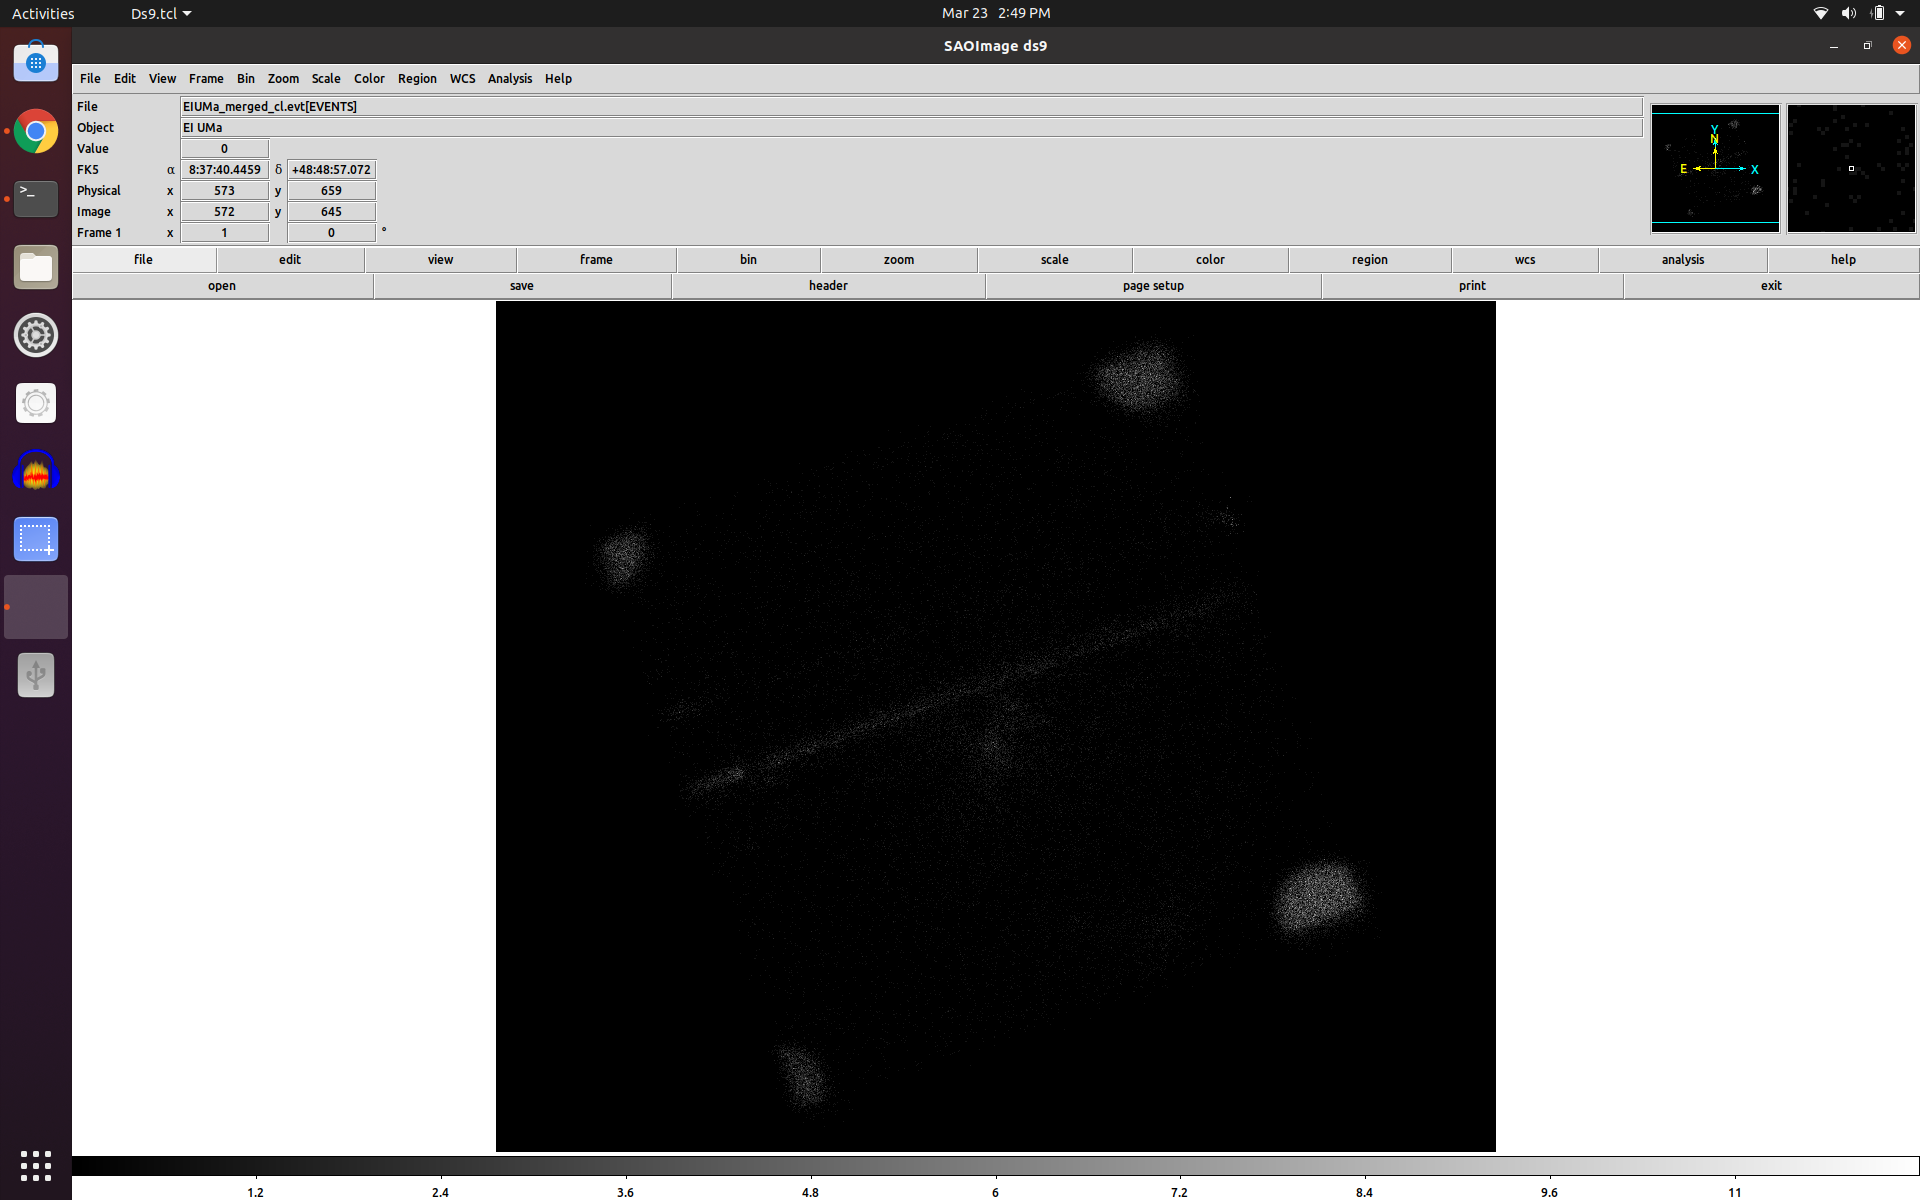 Activities Ds9.tcl Mar 23 2:49 PM
SAOImage ds9
File Edit View Frame Bin Zoom Scale Color Region WCS Analysis Help
File EIUMa_merged_cl.evt[EVENTS]
Object EI UMa
Value 0
FK5 α 8:37:40.4459 δ +48:48:57.072
Physical x 573 y 659
Image x 572 y 645
Frame 1 x 1 0 °
Y
N
E X
file edit view frame bin zoom scale color region wcs analysis help
open save header page setup print exit
1.2 2.4 3.6 4.8 6 7.2 8.4 9.6 11